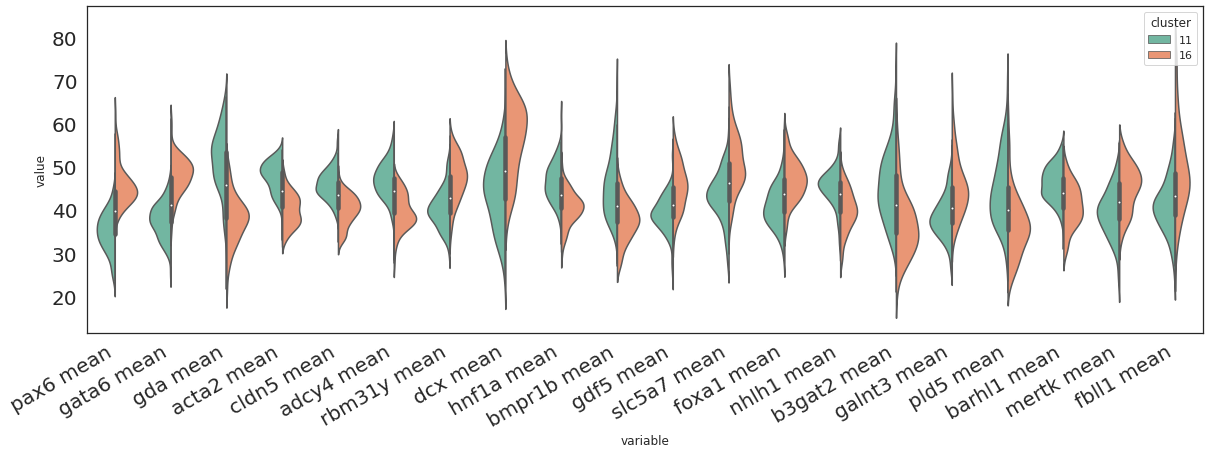 cluster
11
16
value
80
70
60
50
40
30
20
pax6 mean
gata6 mean
gda mean
acta2 mean
cldn5 mean
adcy4 mean
rbm31y mean
dcx mean
hnf1a mean
bmpr1b mean
gdf5 mean
slc5a7 mean
foxa1 mean
nhlh1 mean
b3gat2 mean
galnt3 mean
pld5 mean
barhl1 mean
mertk mean
fbll1 mean
variable